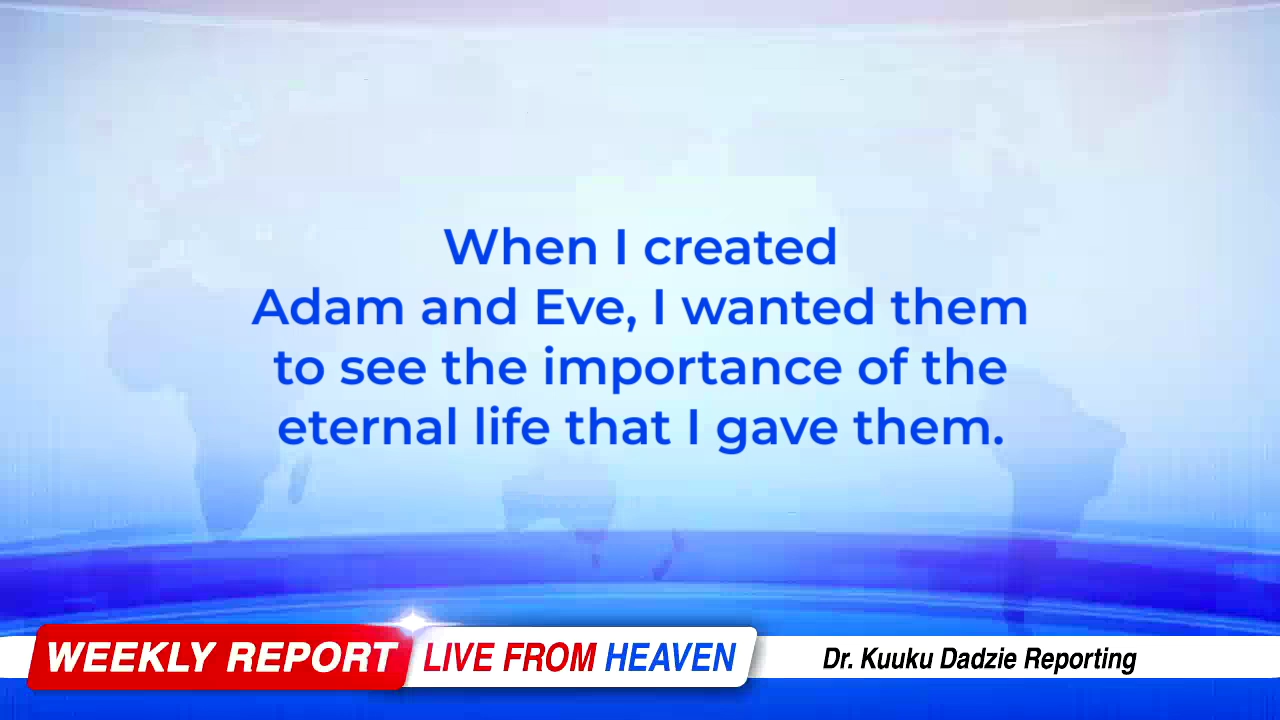 When I created
Adam and Eve, I wanted them
to see the importance of the
eternal life that I gave them.
WEEKLY REPORT LIVE FROM HEAVEN Dr. Kuuku Dadzie Reporting